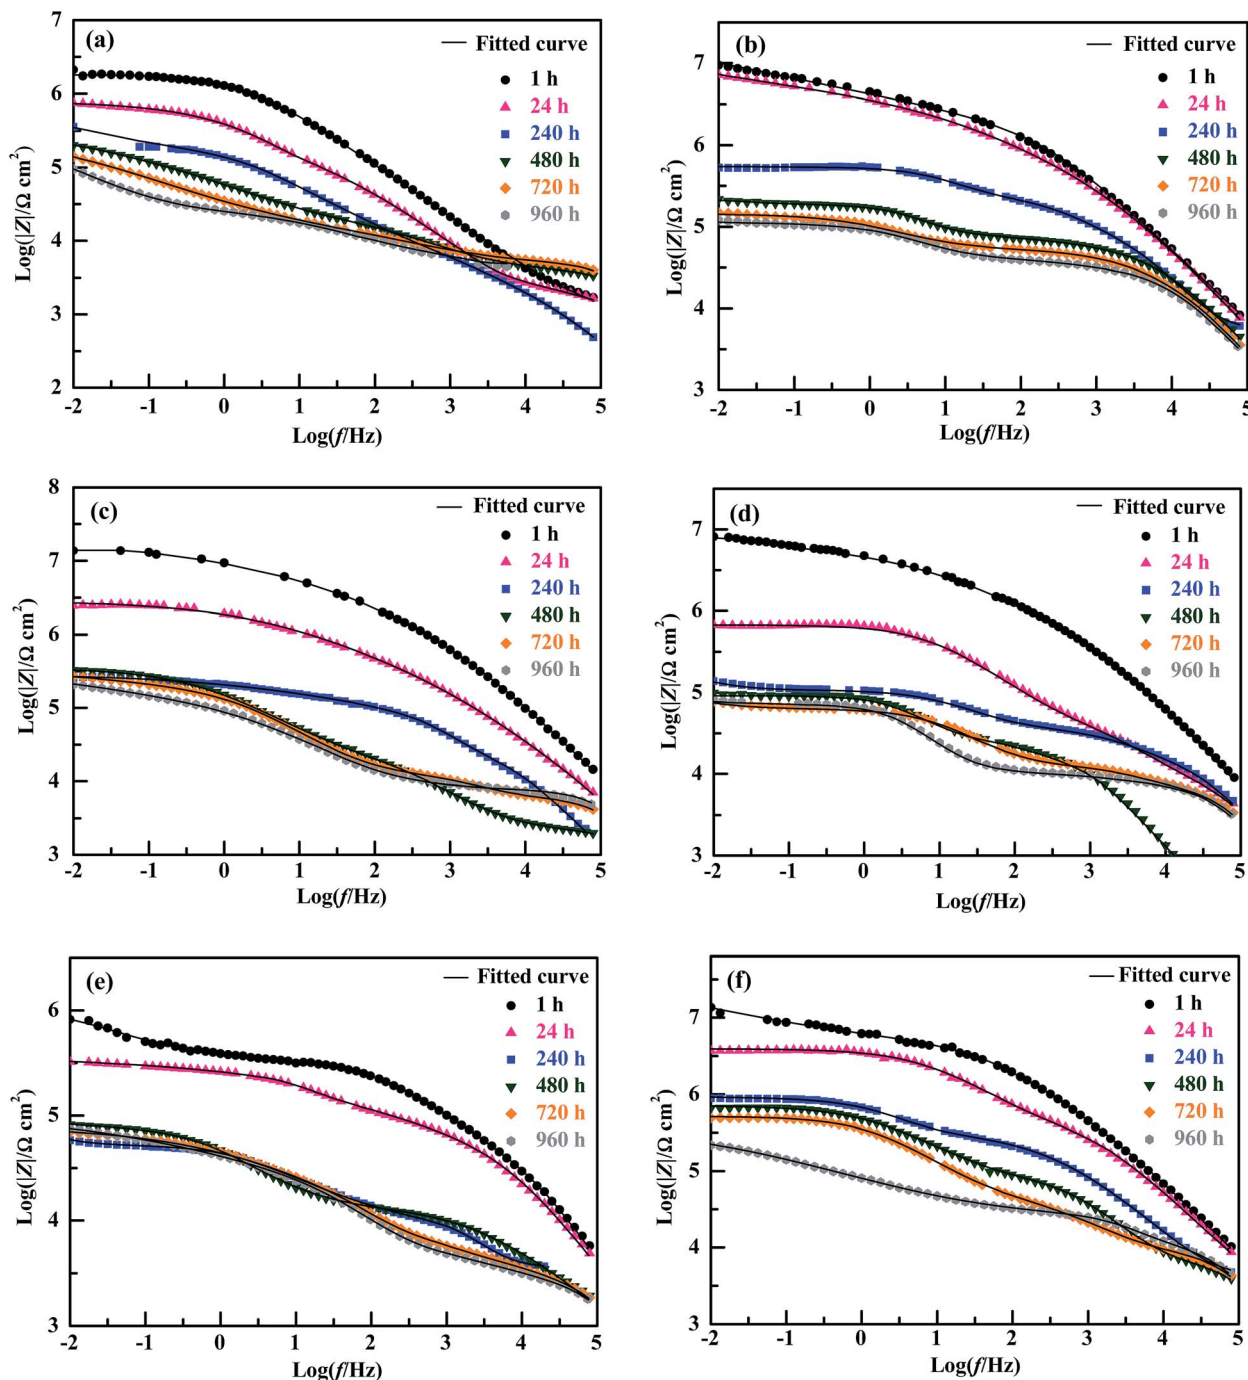 (a)
Fitted curve
1 h
24 h
240 h
480 h
720 h
960 h
7
6
5
4
3
2
-2 -1 0 1 2 3 4 5
Log(|Z|/Ω cm²)
Log(f/Hz)
(b)
Fitted curve
1 h
24 h
240 h
480 h
720 h
960 h
7
6
5
4
3
-2 -1 0 1 2 3 4 5
Log(|Z|/Ω cm²)
Log(f/Hz)
(c)
Fitted curve
1 h
24 h
240 h
480 h
720 h
960 h
8
7
6
5
4
3
-2 -1 0 1 2 3 4 5
Log(|Z|/Ω cm²)
Log(f/Hz)
(d)
Fitted curve
1 h
24 h
240 h
480 h
720 h
960 h
7
6
5
4
3
-2 -1 0 1 2 3 4 5
Log(|Z|/Ω cm²)
Log(f/Hz)
(e)
Fitted curve
1 h
24 h
240 h
480 h
720 h
960 h
6
5
4
3
-2 -1 0 1 2 3 4 5
Log(|Z|/Ω cm²)
Log(f/Hz)
(f)
Fitted curve
1 h
24 h
240 h
480 h
720 h
960 h
7
6
5
4
3
-2 -1 0 1 2 3 4 5
Log(|Z|/Ω cm²)
Log(f/Hz)